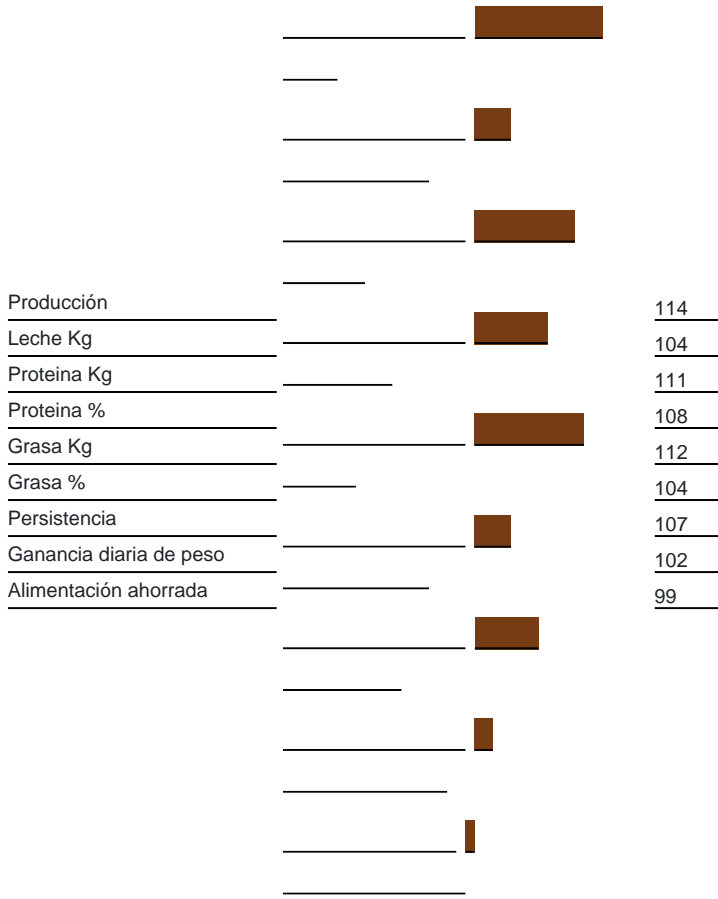 Producción 114
Leche Kg 104
Proteina Kg 111
Proteina % 108
Grasa Kg 112
Grasa % 104
Persistencia 107
Ganancia diaria de peso 102
Alimentación ahorrada 99